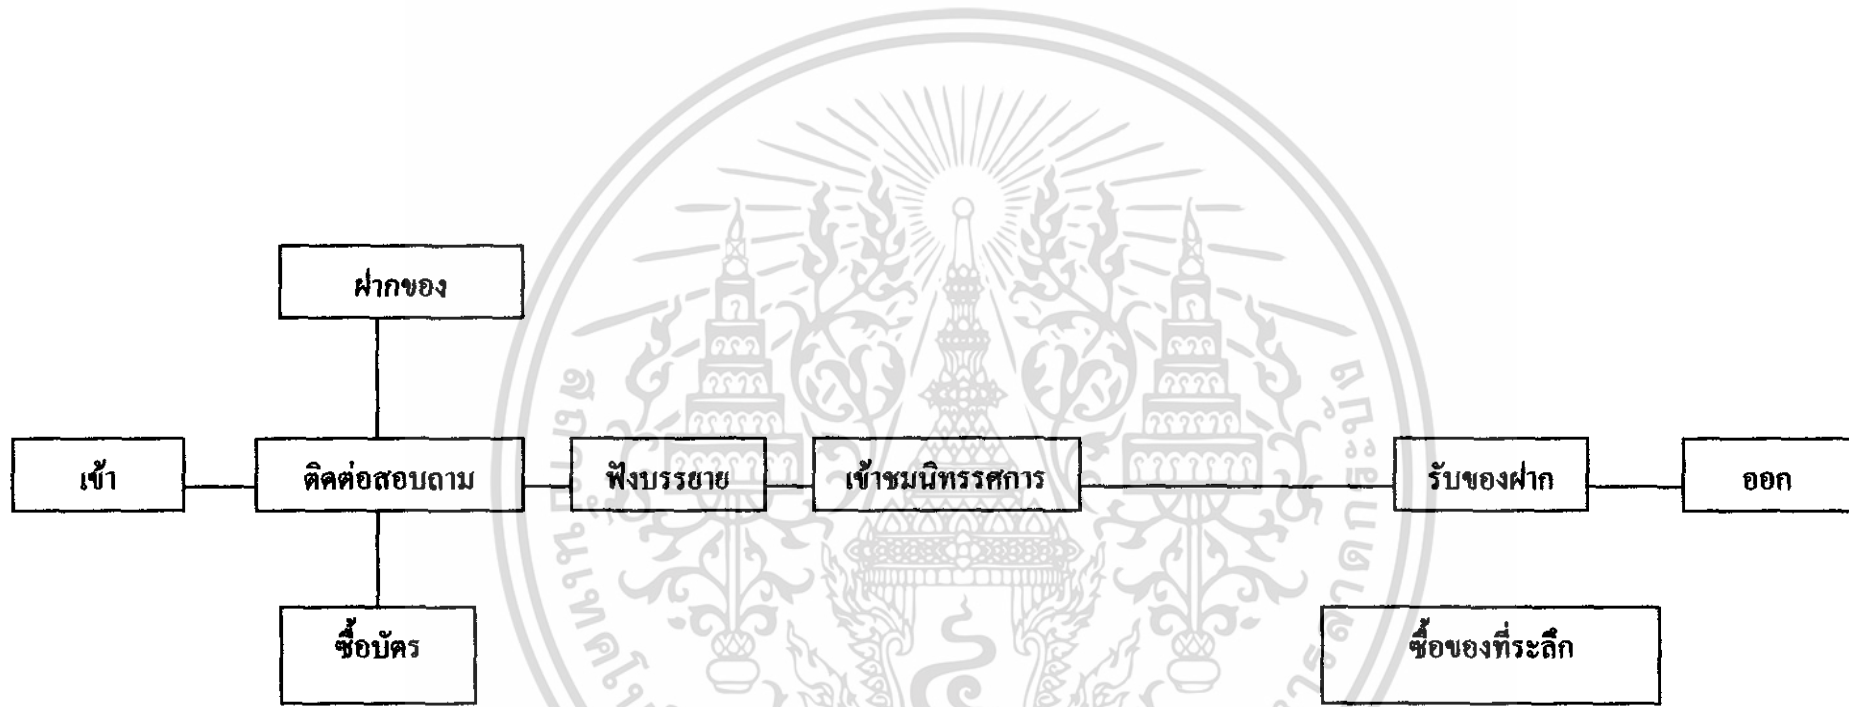 ฝากของ
เข้า
ติดต่อสอบถาม
ฟังบรรยาย
เข้าชมนิทรรศการ
รับของฝาก
ออก
ซื้อบัตร
ซื้อของที่ระลึก